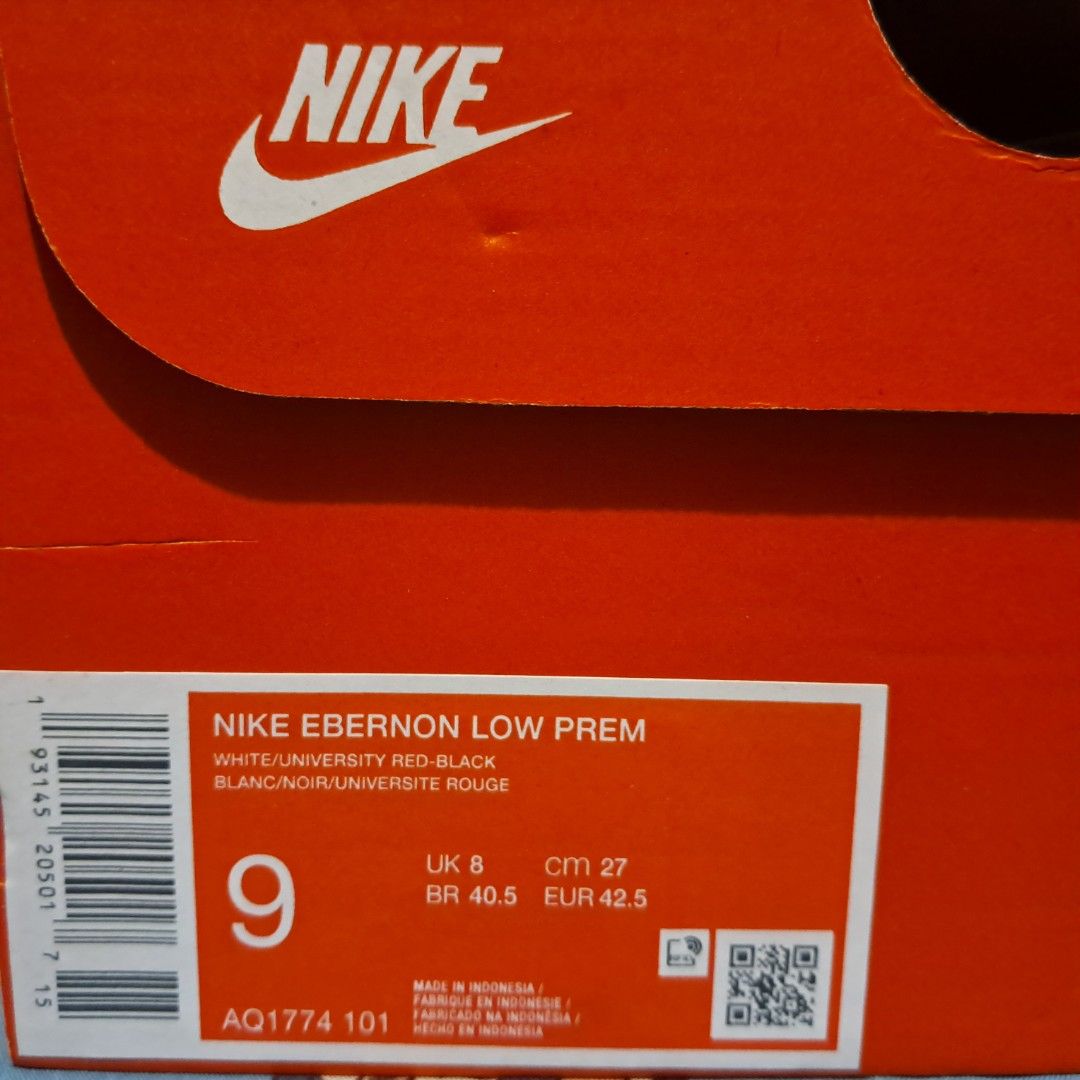 NIKE
NIKE EBERNON LOW PREM
WHITE/UNIVERSITY RED-BLACK
BLANC/NOIR/UNIVERSITE ROUGE
9
UK 8 cm 27
BR 40.5 EUR 42.5
MADE IN INDONESIA /
FABRIQUE EN INDONESIE /
FABRICADO NA INDONESIA /
HECHO EN INDONESIA
AQ1774 101
1 93145 20501 7 15